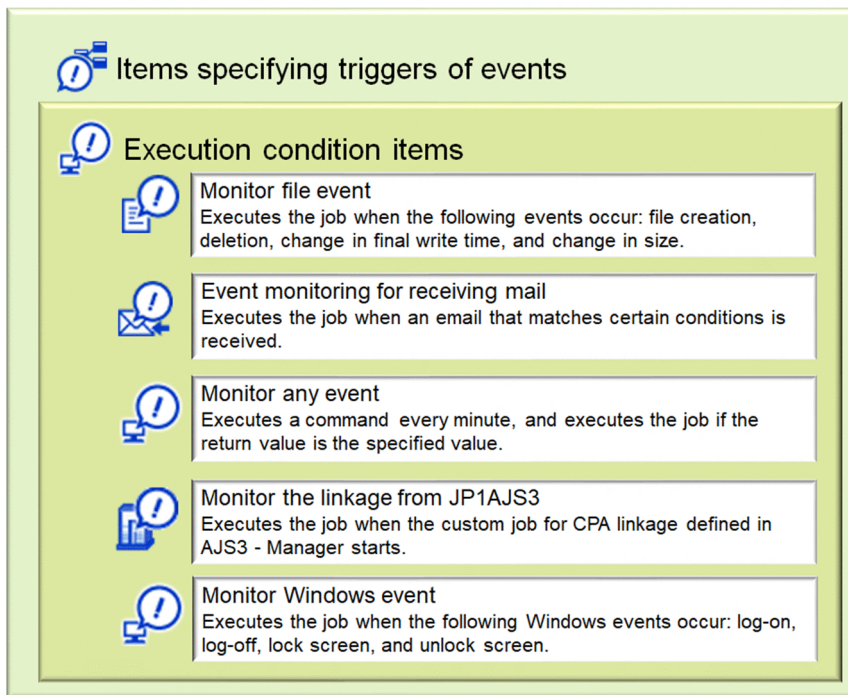 Items specifying triggers of events
Execution condition items
Monitor file event
Executes the job when the following events occur: file creation,
deletion, change in final write time, and change in size.
Event monitoring for receiving mail
Executes the job when an email that matches certain conditions is
received.
Monitor any event
Executes a command every minute, and executes the job if the
return value is the specified value.
Monitor the linkage from JP1AJS3
Executes the job when the custom job for CPA linkage defined in
AJS3 - Manager starts.
Monitor Windows event
Executes the job when the following Windows events occur: log-on,
log-off, lock screen, and unlock screen.